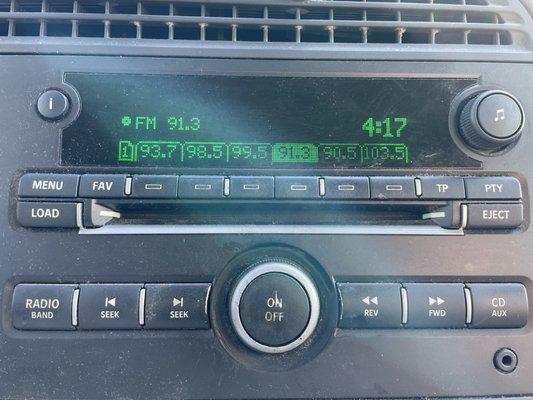 i
FM 91.3 4:17
1 93.7 98.5 99.5 91.3 90.5 103.5
MENU FAV TP PTY
LOAD EJECT
RADIO BAND SEEK SEEK ON OFF REV FWD CD AUX